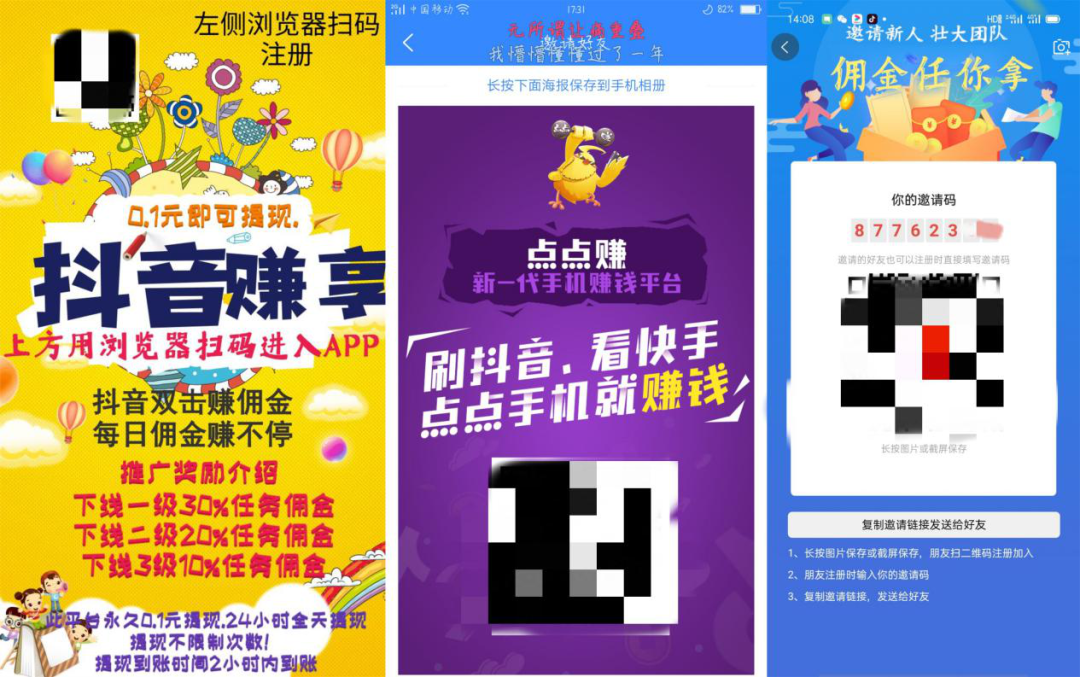 左侧浏览器扫码
注册
0.1元即可提现.
抖音赚享
上方用浏览器扫码进入APP
抖音双击赚佣金
每日佣金赚不停
推广奖励介绍
下线一级30%任务佣金
下线二级20%任务佣金
下线3级10%任务佣金
此平台永久0.1元提现.24小时全天提现
提现不限制次数!
提现到账时间2小时内到账
中国移动
17:31
82%
邀请好友
我懵懵懂懂过了一年
长按下面海报保存到手机相册
点点赚
新一代手机赚钱平台
刷抖音、看快手
点点手机就赚钱
14:08
邀请新人 壮大团队
佣金任你拿
你的邀请码
877623
邀请的好友也可以注册时直接填写邀请码
长按图片或截屏保存
复制邀请链接发送给好友
1、长按图片保存或截屏保存，朋友扫二维码注册加入
2、朋友注册时输入你的邀请码
3、复制邀请链接，发送给好友